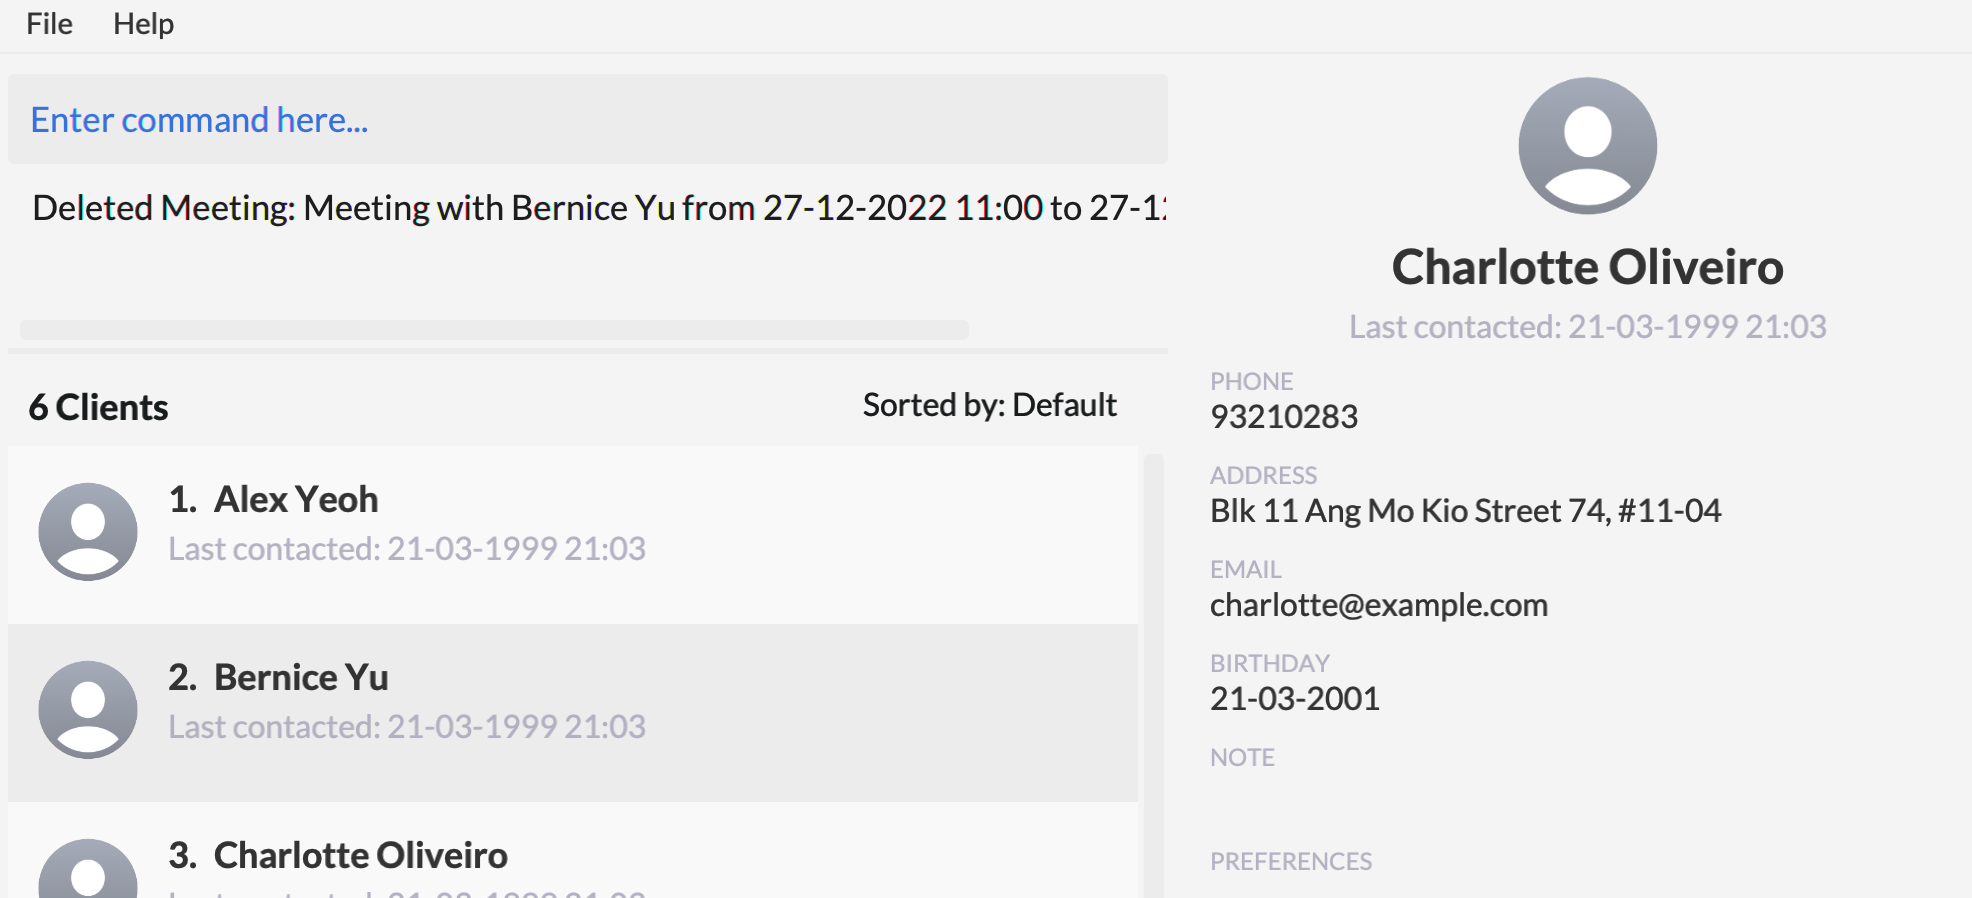 File Help
Enter command here...
Deleted Meeting: Meeting with Bernice Yu from 27-12-2022 11:00 to 27-12
6 Clients
Sorted by: Default
1. Alex Yeoh
Last contacted: 21-03-1999 21:03
2. Bernice Yu
Last contacted: 21-03-1999 21:03
3. Charlotte Oliveiro
Charlotte Oliveiro
Last contacted: 21-03-1999 21:03
PHONE
93210283
ADDRESS
Blk 11 Ang Mo Kio Street 74, #11-04
EMAIL
charlotte@example.com
BIRTHDAY
21-03-2001
NOTE
PREFERENCES